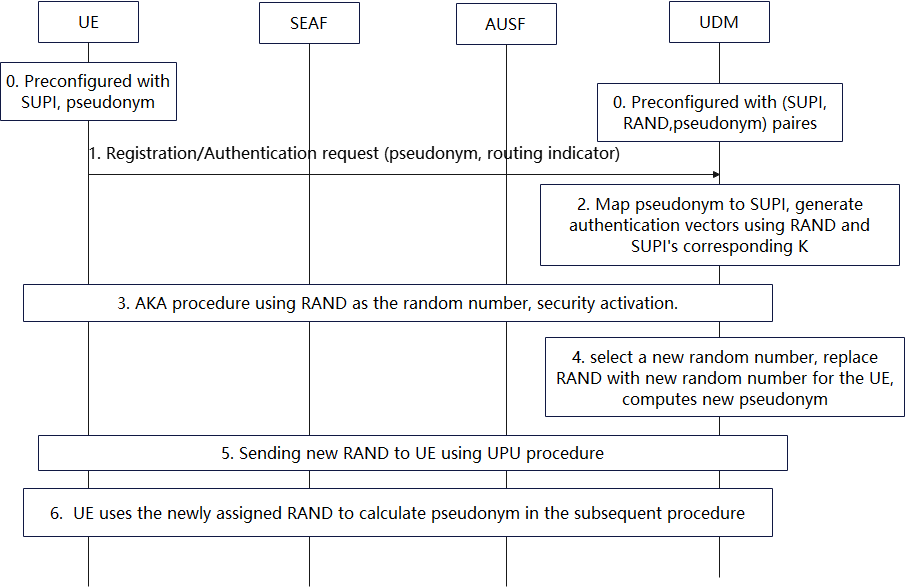 UE
SEAF
AUSF
UDM
0. Preconfigured with
SUPI, pseudonym
0. Preconfigured with (SUPI,
RAND,pseudonym) paires
1. Registration/Authentication request (pseudonym, routing indicator)
2. Map pseudonym to SUPI, generate
authentication vectors using RAND and
SUPI's corresponding K
3. AKA procedure using RAND as the random number, security activation.
4. select a new random number, replace
RAND with new random number for the UE,
computes new pseudonym
5. Sending new RAND to UE using UPU procedure
6. UE uses the newly assigned RAND to calculate pseudonym in the subsequent procedure